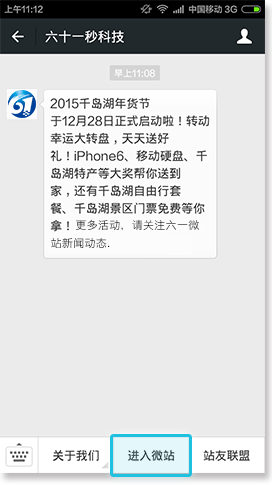 上午11:12
中国移动 3G
六十一秒科技
早上11:08
61
2015千岛湖年货节
于12月28日正式启动啦！转动
幸运大转盘，天天送好
礼！iPhone6、移动硬盘、千
岛湖特产等大奖帮你送到
家，还有千岛湖自由行套
餐、千岛湖景区门票免费等你
拿！更多活动，请关注六一微
站新闻动态.
关于我们
进入微站
站友联盟